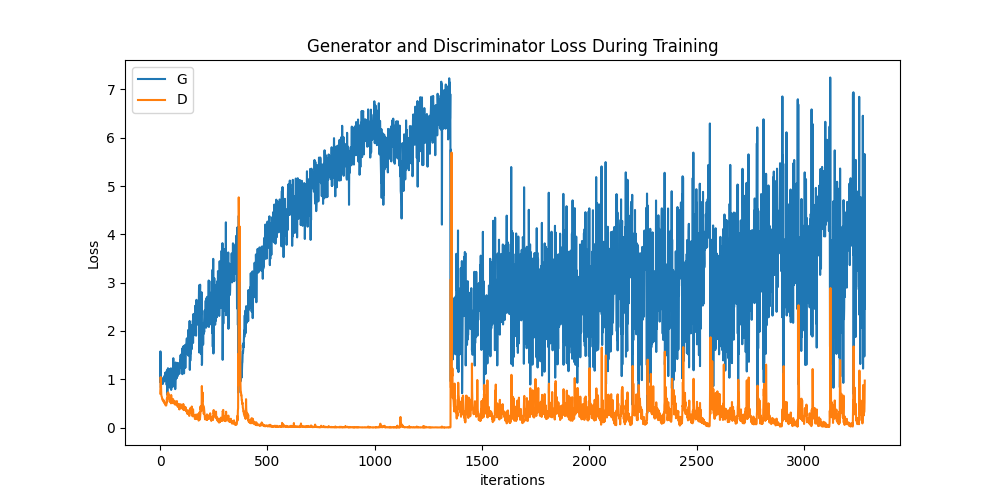 Generator and Discriminator Loss During Training
G
D
7
6
5
4
3
2
1
0
Loss
0 500 1000 1500 2000 2500 3000
iterations